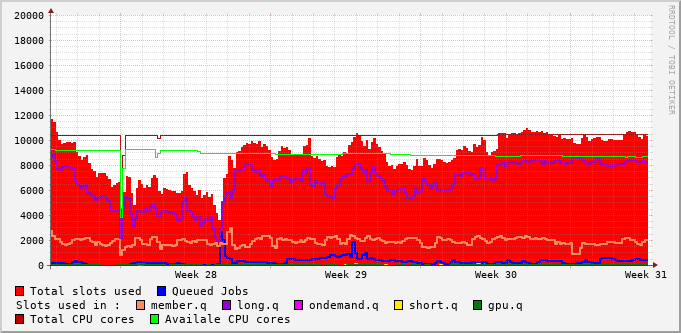 20000
18000
16000
14000
12000
10000
8000
6000
4000
2000
0
Week 28 Week 29 Week 30 Week 31
RRDTOOL / TOBI OETIKER
Total slots used Queued Jobs
Slots used in : member.q long.q ondemand.q short.q gpu.q
Total CPU cores Availale CPU cores